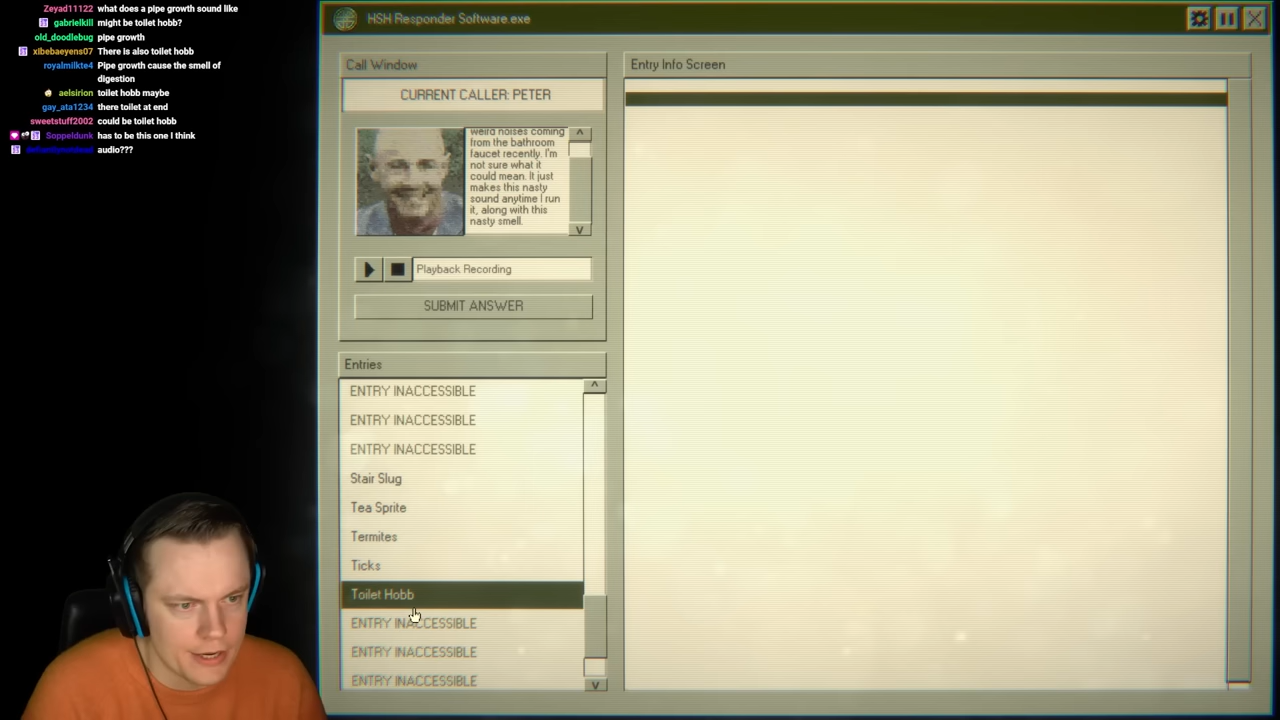 Zeyad11122 what does a pipe growth sound like
gabrielkill might be toilet hobb?
old_doodlebug pipe growth
xibebaeyens07 There is also toilet hobb
royalmilkte4 Pipe growth cause the smell of
digestion
aelsirion toilet hobb maybe
gay_ata1234 there toilet at end
sweetstuff2002 could be toilet hobb
Soppeldunk has to be this one I think
audio???
HSH Responder Software.exe
Call Window
CURRENT CALLER: PETER
weird noises coming
from the bathroom
faucet recently. I'm
not sure what it
could mean. It just
makes this nasty
sound anytime I run
it, along with this
nasty smell.
Playback Recording
SUBMIT ANSWER
Entries
ENTRY INACCESSIBLE
ENTRY INACCESSIBLE
ENTRY INACCESSIBLE
Stair Slug
Tea Sprite
Termites
Ticks
Toilet Hobb
ENTRY INACCESSIBLE
ENTRY INACCESSIBLE
ENTRY INACCESSIBLE
Entry Info Screen